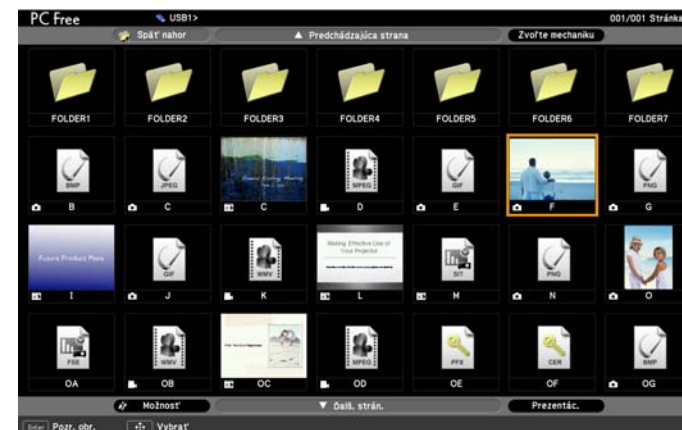 PC Free USB1> 001/001 Stránka
Späť nahor ▲ Predchádzajúca strana Zvoľte mechaniku
FOLDER1 FOLDER2 FOLDER3 FOLDER4 FOLDER5 FOLDER6 FOLDER7
BMP JPEG MPEG GIF PNG
B C C D E F G
Future Product Plans GIF WMV Making Effective Use of SIT PNG
Your Projector
I J K L M N O
FSE WMV MPEG PFX CER BMP
OA OB OC OD OE OF OG
Možnosť ▼ Ďalš. strán. Prezentác.
Enter Pozr. obr. Vybrať